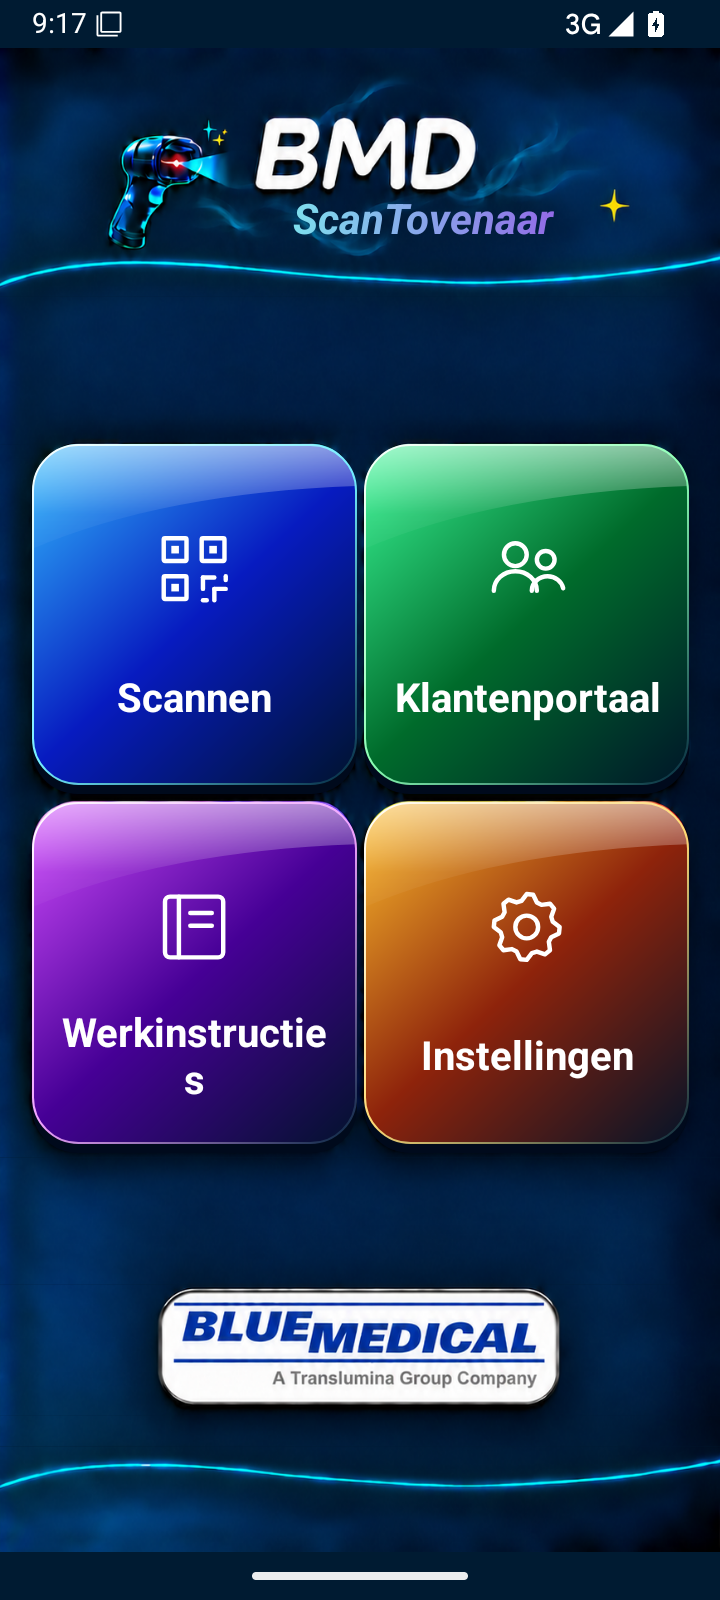 9:17
3G
BMD
ScanTovenaar
Scannen
Klantenportaal
Werkinstructie
s
Instellingen
BLUEMEDICAL
A Translumina Group Company